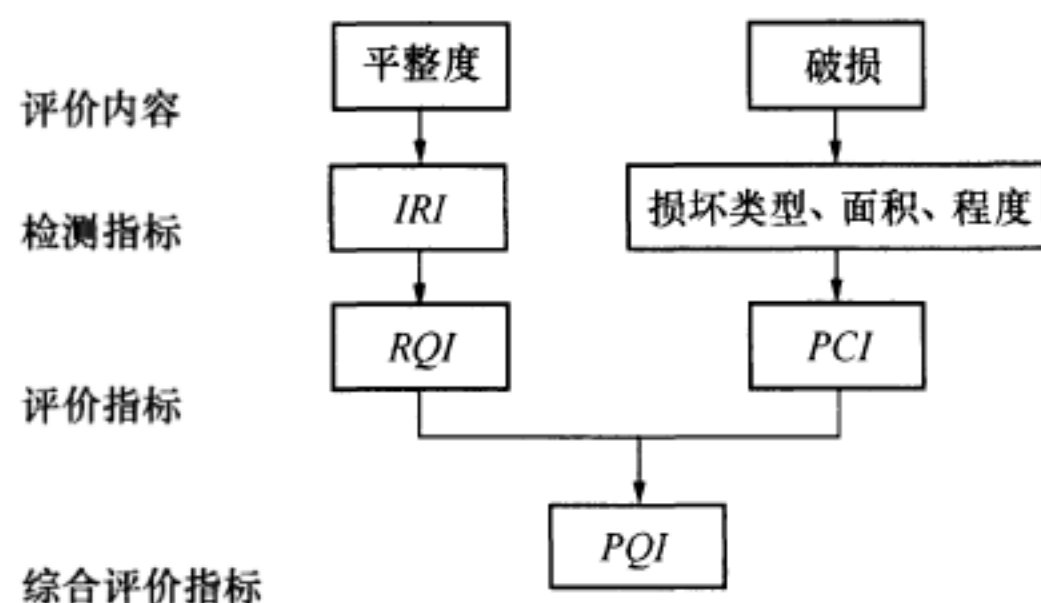 平整度
破损
评价内容
IRI
损坏类型、面积、程度
检测指标
RQI
PCI
评价指标
PQI
综合评价指标